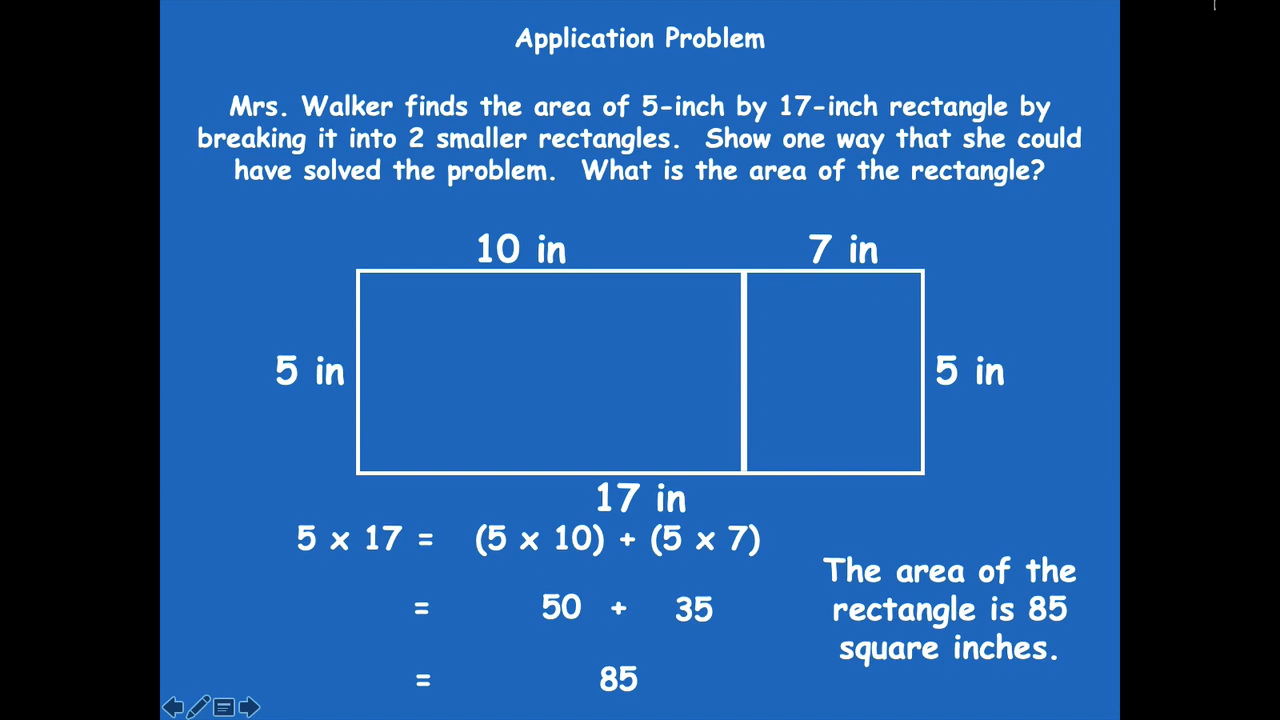 Application Problem
Mrs. Walker finds the area of 5-inch by 17-inch rectangle by
breaking it into 2 smaller rectangles.  Show one way that she could
have solved the problem.  What is the area of the rectangle?
10 in 7 in
5 in 5 in
17 in
5 x 17 = (5 x 10) + (5 x 7)
= 50 + 35
= 85
The area of the
rectangle is 85
square inches.